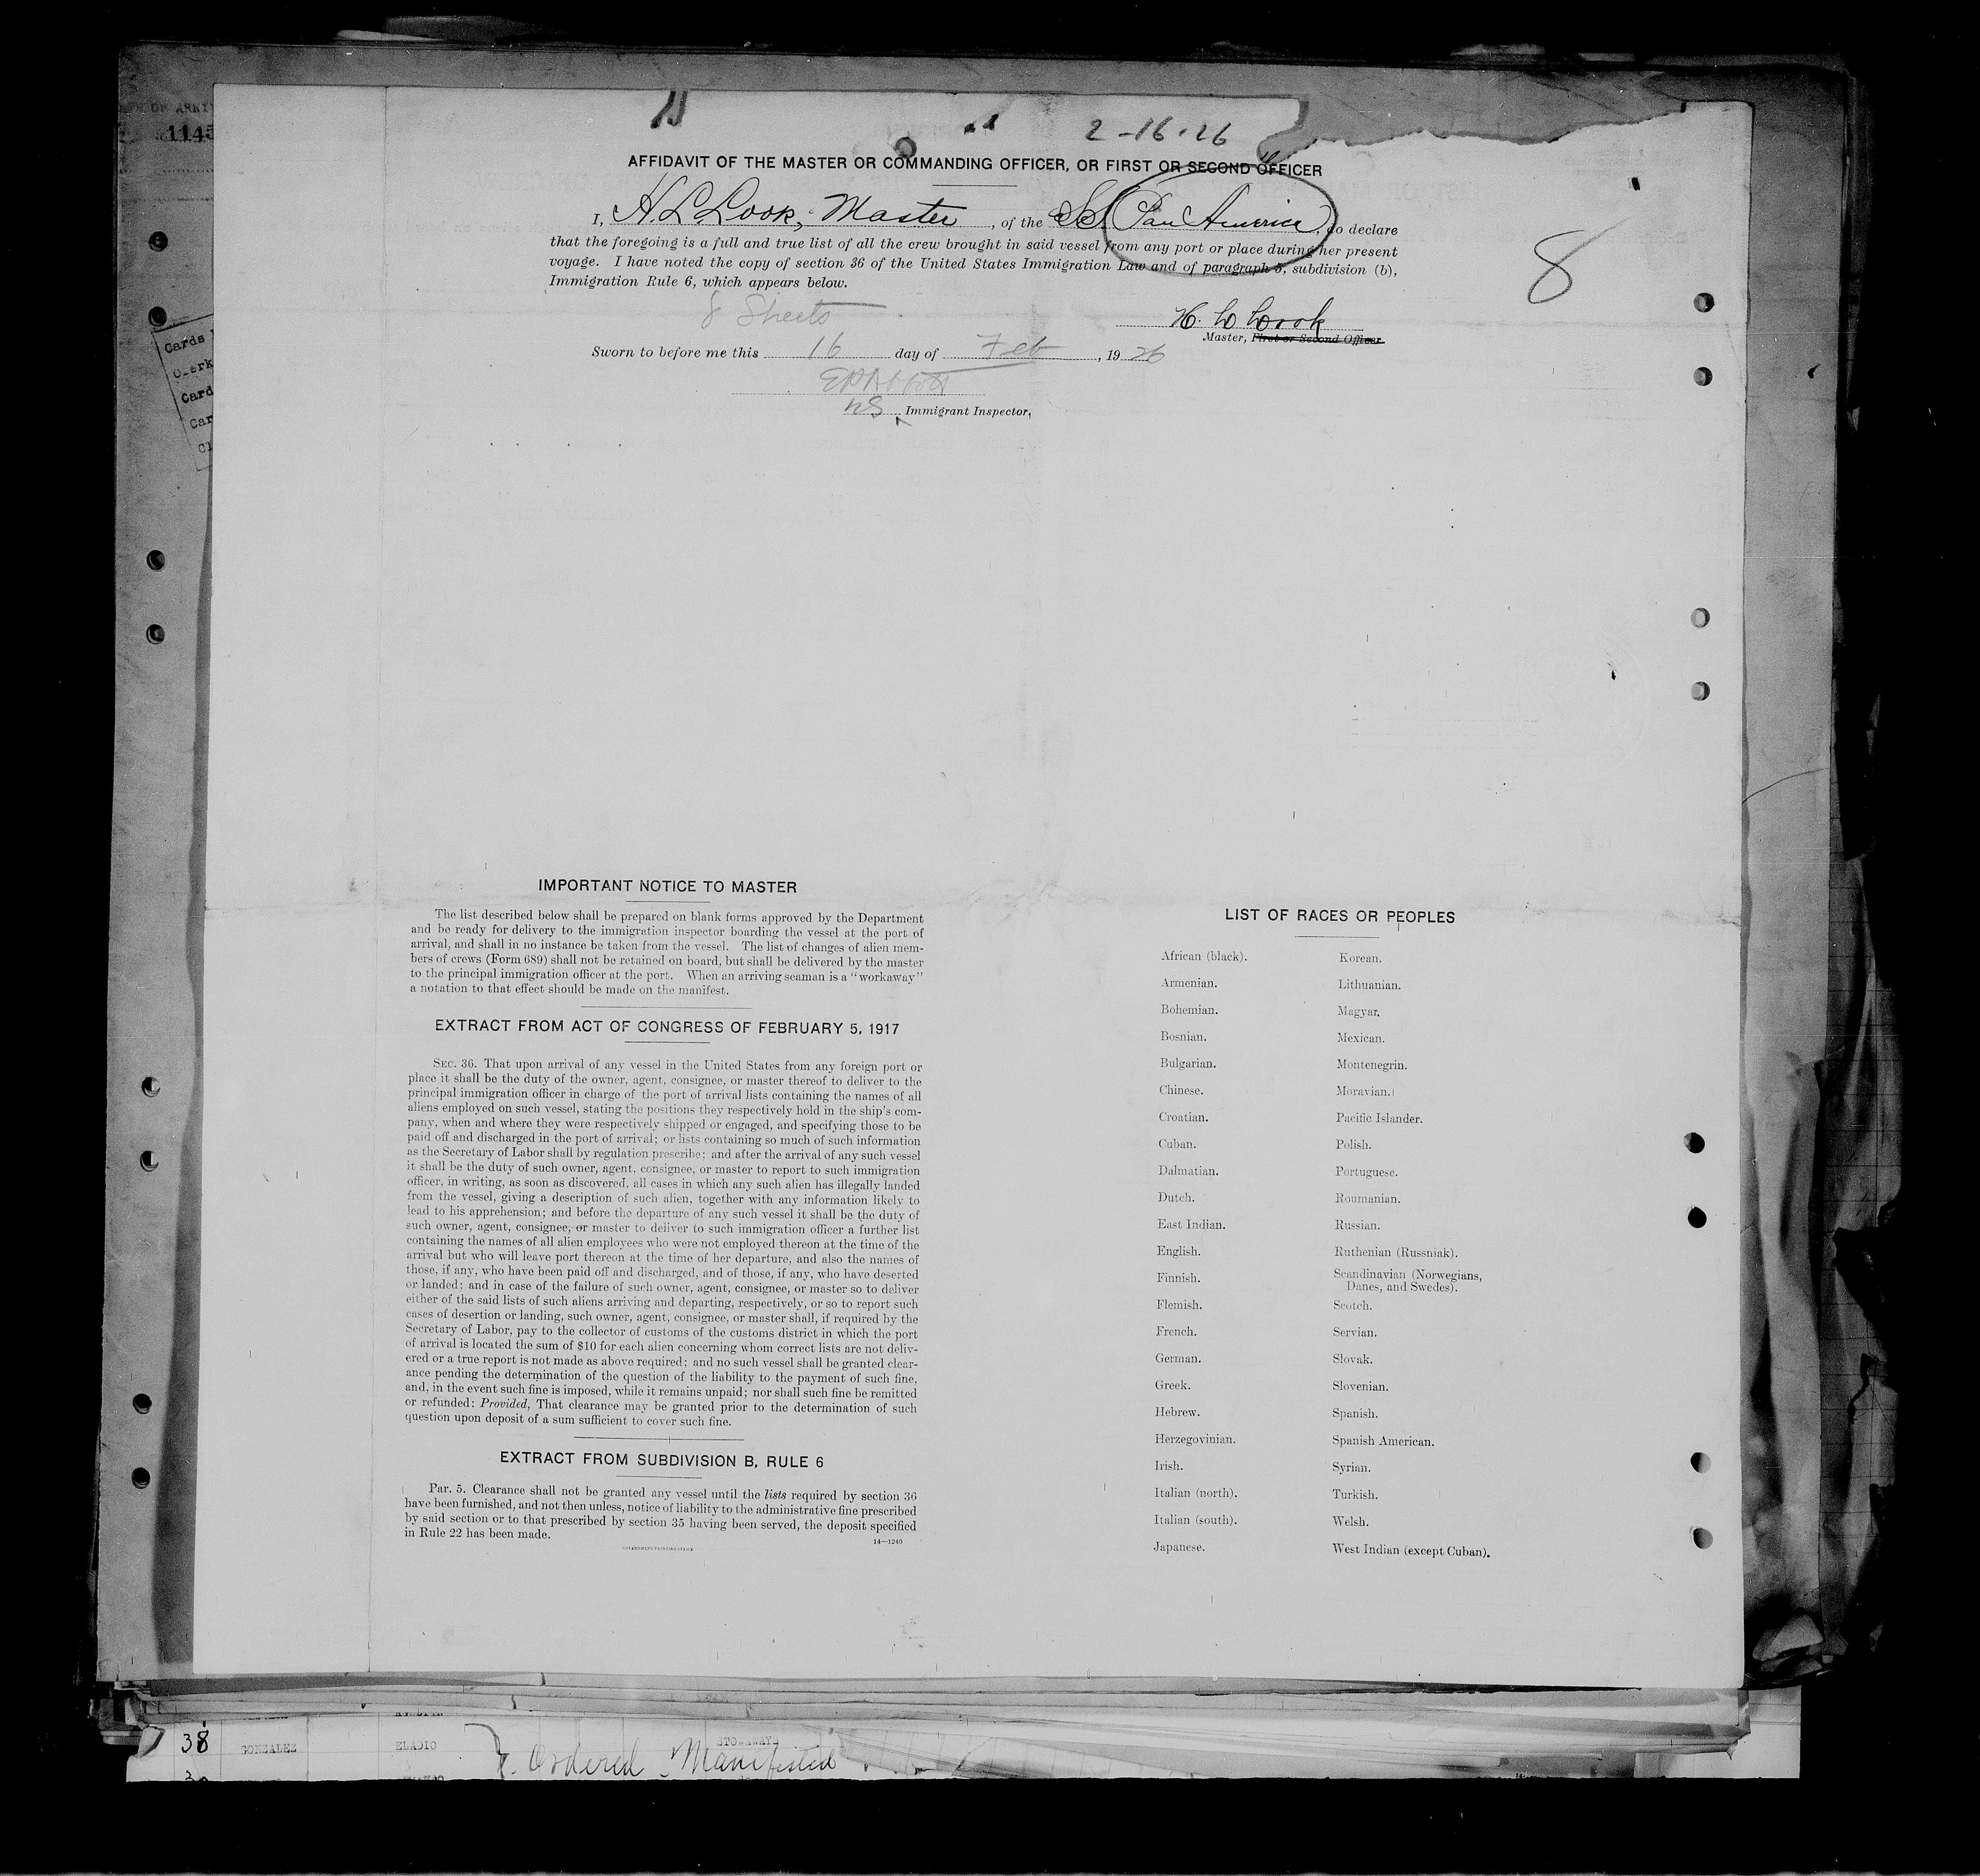 1145
2-16-26
AFFIDAVIT OF THE MASTER OR COMMANDING OFFICER, OR FIRST OR SECOND OFFICER
I, H. L. Look, Master, of the SS. Pan America, do declare
that the foregoing is a full and true list of all the crew brought in said vessel from any port or place during her present
voyage. I have noted the copy of section 36 of the United States Immigration Law and of paragraph 5, subdivision (b),
Immigration Rule 6, which appears below.
8
8 Sheets
Master, First or Second Officer
Sworn to before me this 16 day of Feb, 1926
Immigrant Inspector.
Cards
Clerk
Card
Car
Cl
IMPORTANT NOTICE TO MASTER
The list described below shall be prepared on blank forms approved by the Department
and be ready for delivery to the immigration inspector boarding the vessel at the port of
arrival, and shall in no instance be taken from the vessel. The list of changes of alien mem-
bers of crews (Form 689) shall not be retained on board, but shall be delivered by the master
to the principal immigration officer at the port. When an arriving seaman is a "workaway"
a notation to that effect should be made on the manifest.
EXTRACT FROM ACT OF CONGRESS OF FEBRUARY 5, 1917
SEC. 36. That upon arrival of any vessel in the United States from any foreign port or
place it shall be the duty of the owner, agent, consignee, or master thereof to deliver to the
principal immigration officer in charge of the port of arrival lists containing the names of all
aliens employed on such vessel, stating the positions they respectively hold in the ship's com-
pany, when and where they were respectively shipped or engaged, and specifying those to be
paid off and discharged in the port of arrival; or lists containing so much of such information
as the Secretary of Labor shall by regulation prescribe; and after the arrival of any such vessel
it shall be the duty of such owner, agent, consignee, or master to report to such immigration
officer, in writing, as soon as discovered, all cases in which any such alien has illegally landed
from the vessel, giving a description of such alien, together with any information likely to
lead to his apprehension; and before the departure of any such vessel it shall be the duty of
such owner, agent, consignee, or master to deliver to such immigration officer a further list
containing the names of all alien employees who were not employed thereon at the time of the
arrival but who will leave port thereon at the time of her departure, and also the names of
those, if any, who have been paid off and discharged, and of those, if any, who have deserted
or landed; and in case of the failure of such owner, agent, consignee, or master so to deliver
either of the said lists of such aliens arriving and departing, respectively, or so to report such
cases of desertion or landing, such owner, agent, consignee, or master shall, if required by the
Secretary of Labor, pay to the collector of customs of the customs district in which the port
of arrival is located the sum of $10 for each alien concerning whom correct lists are not deliv-
ered or a true report is not made as above required; and no such vessel shall be granted clear-
ance pending the determination of the question of the liability to the payment of such fine,
and, in the event such fine is imposed, while it remains unpaid; nor shall such fine be remitted
or refunded: Provided, That clearance may be granted prior to the determination of such
question upon deposit of a sum sufficient to cover such fine.
EXTRACT FROM SUBDIVISION B, RULE 6
Par. 5. Clearance shall not be granted any vessel until the lists required by section 36
have been furnished, and not then unless, notice of liability to the administrative fine prescribed
by said section or to that prescribed by section 35 having been served, the deposit specified
in Rule 22 has been made.
14—1240
GOVERNMENT PRINTING OFFICE
LIST OF RACES OR PEOPLES
African (black). Korean.
Armenian. Lithuanian.
Bohemian. Magyar.
Bosnian. Mexican.
Bulgarian. Montenegrin.
Chinese. Moravian.
Croatian. Pacific Islander.
Cuban. Polish.
Dalmatian. Portuguese.
Dutch. Roumanian.
East Indian. Russian.
English. Ruthenian (Russniak).
Finnish. Scandinavian (Norwegians,
Danes, and Swedes).
Flemish. Scotch.
French. Servian.
German. Slovak.
Greek. Slovenian.
Hebrew. Spanish.
Herzegovinian. Spanish American.
Irish. Syrian.
Italian (north). Turkish.
Italian (south). Welsh.
Japanese. West Indian (except Cuban).
38 GONZALEZ ELADIO STOWAWAY
Ordered Manifested